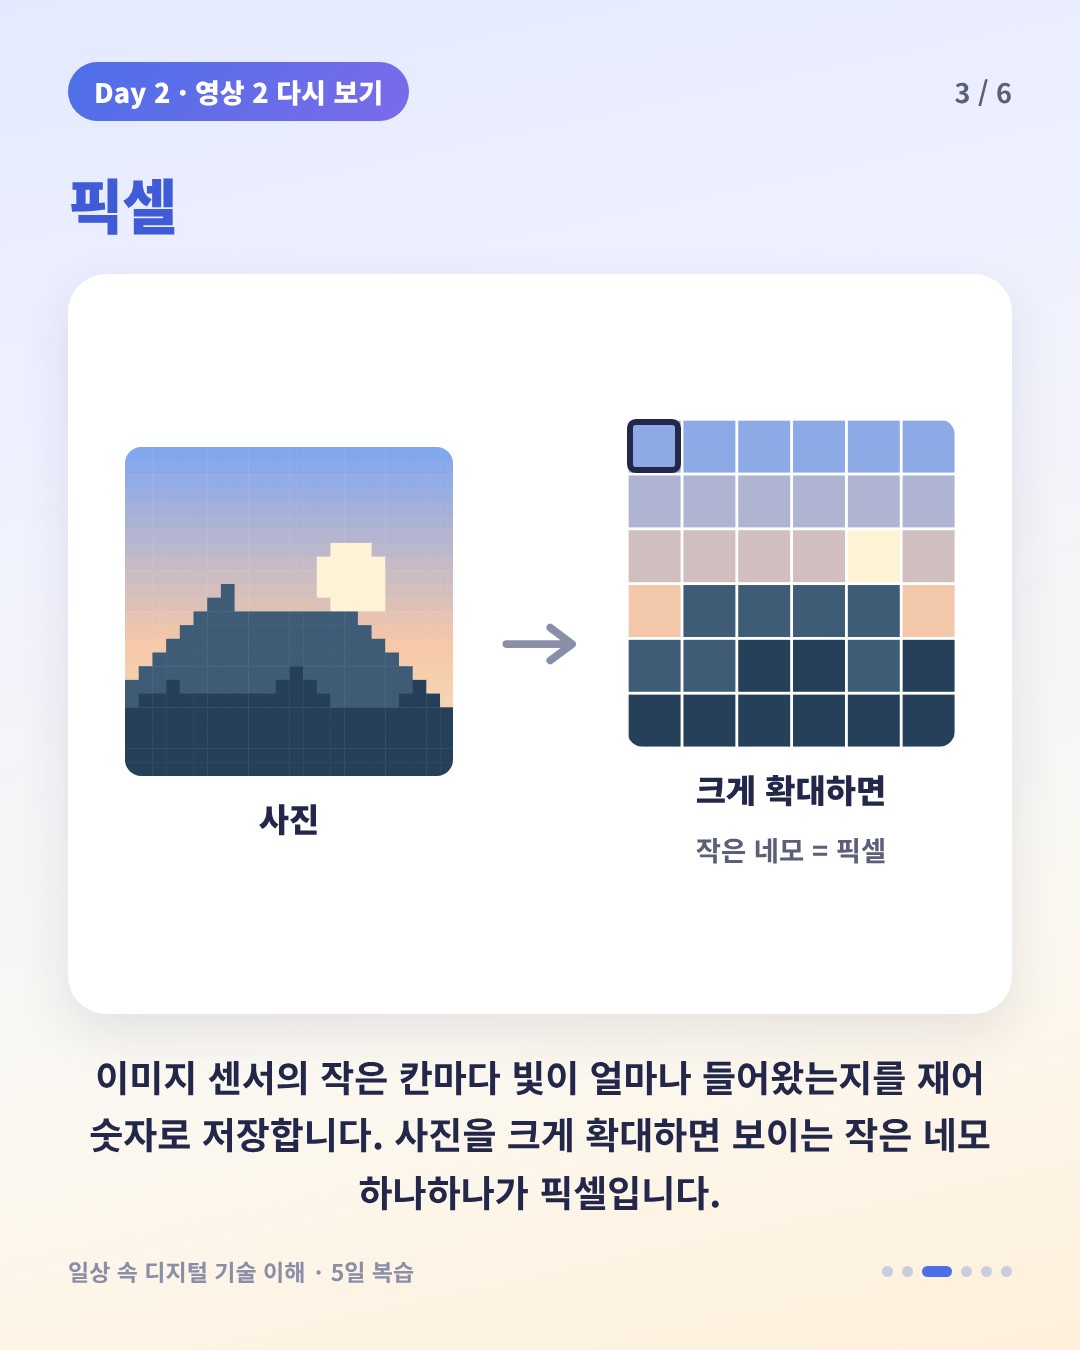 Day 2 · 영상 2 다시 보기
3 / 6
픽셀
사진
크게 확대하면
작은 네모 = 픽셀
이미지 센서의 작은 칸마다 빛이 얼마나 들어왔는지를 재어
숫자로 저장합니다. 사진을 크게 확대하면 보이는 작은 네모
하나하나가 픽셀입니다.
일상 속 디지털 기술 이해 · 5일 복습